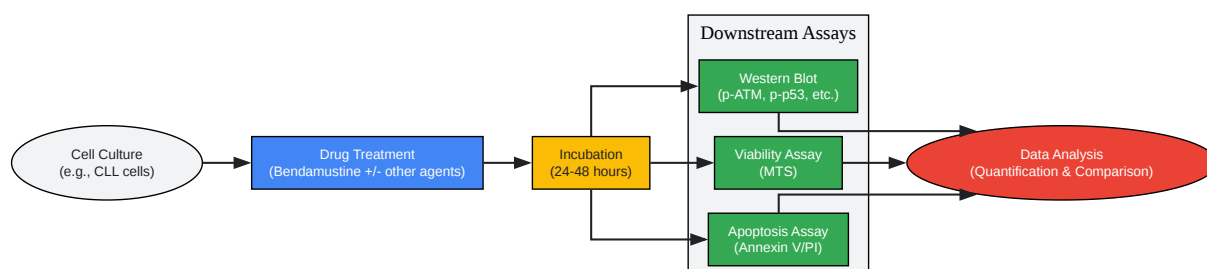 Downstream Assays
Western Blot
(p-ATM, p-p53, etc.)
Cell Culture
(e.g., CLL cells)
Drug Treatment
(Bendamustine +/- other agents)
Incubation
(24-48 hours)
Viability Assay
(MTS)
Data Analysis
(Quantification & Comparison)
Apoptosis Assay
(Annexin V/PI)